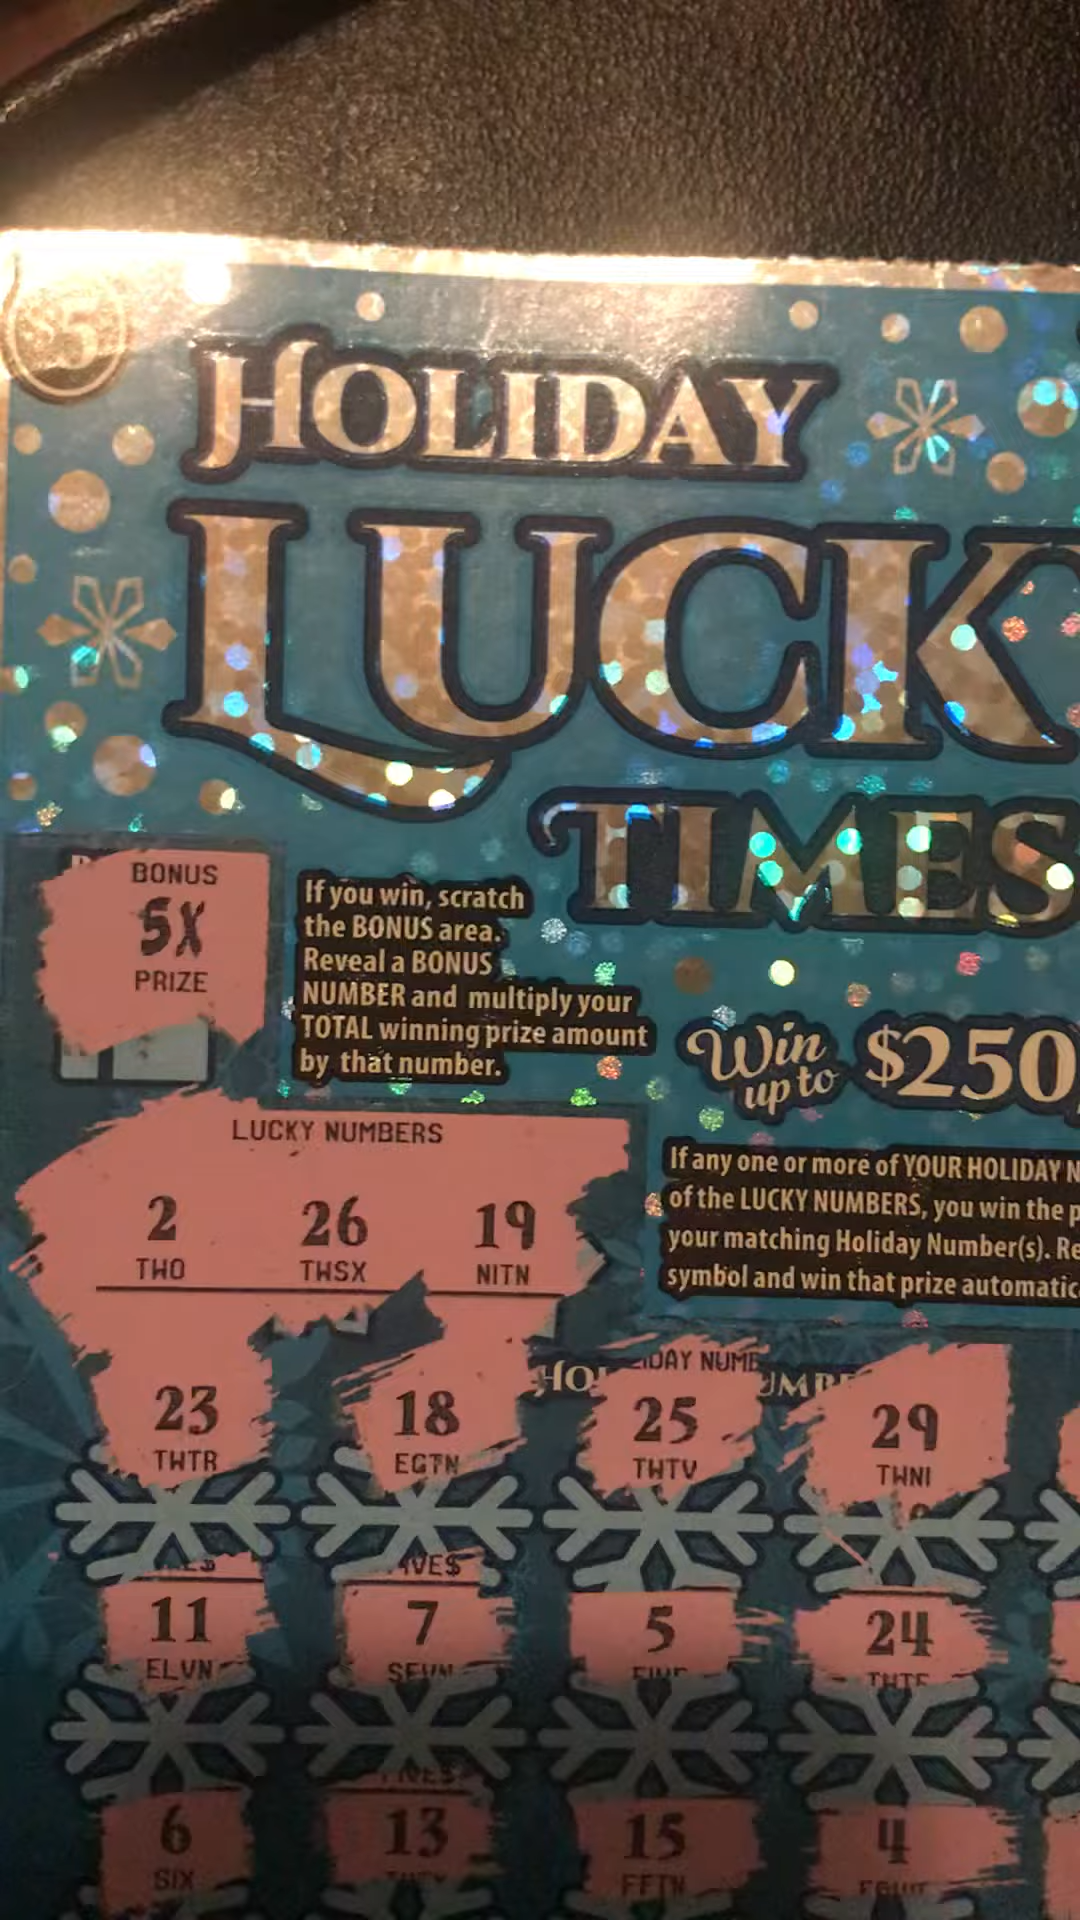 $5
HOLIDAY
LUCK
TIMES
BONUS
5X
PRIZE
If you win, scratch
the BONUS area.
Reveal a BONUS
NUMBER and multiply your
TOTAL winning prize amount
by that number.
Win
up to $250,
If any one or more of YOUR HOLIDAY N
of the LUCKY NUMBERS, you win the p
your matching Holiday Number(s). Re
symbol and win that prize automatic
LUCKY NUMBERS
2 26 19
TWO TWSX NITN
23 18 25 29
TWTR EGTN TWTV TWNI
11 7 5 24
ELVN SEVN
6 13 15 4
SIX FFTN